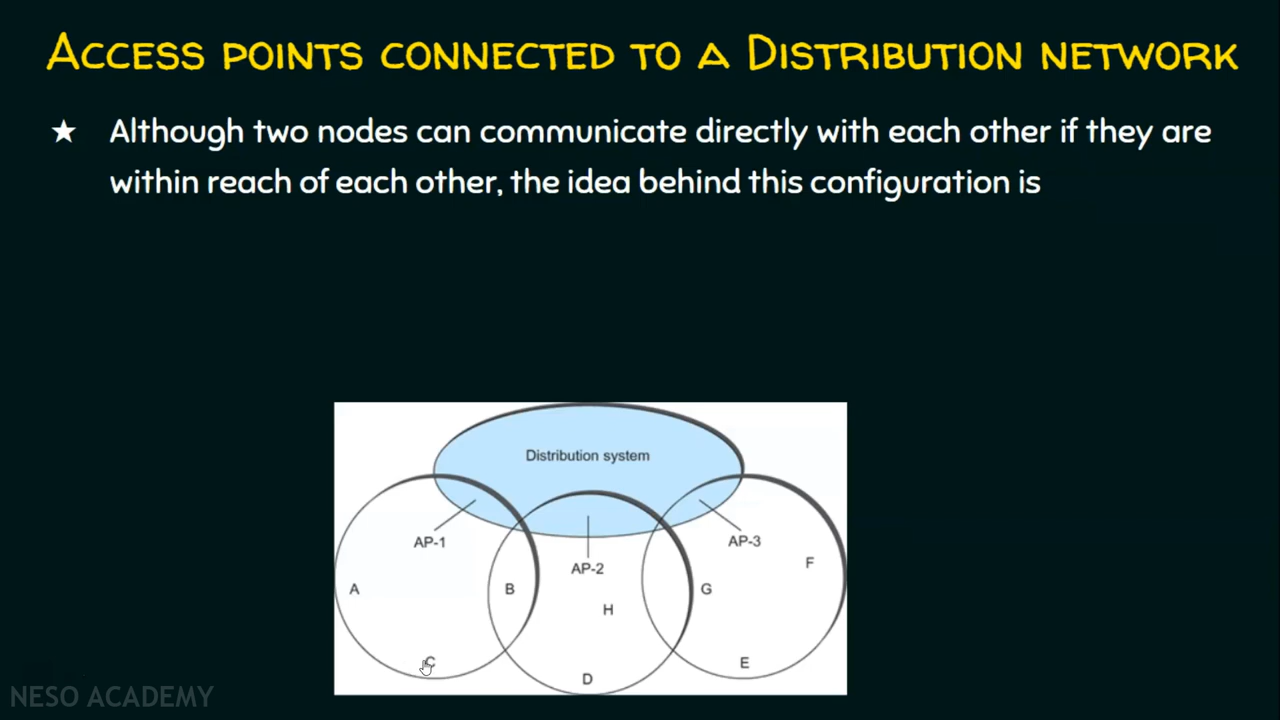 Access points connected to a Distribution network
★ Although two nodes can communicate directly with each other if they are
within reach of each other, the idea behind this configuration is
Distribution system
AP-1
AP-2
AP-3
F
A
B
G
H
C
E
D
NESO ACADEMY